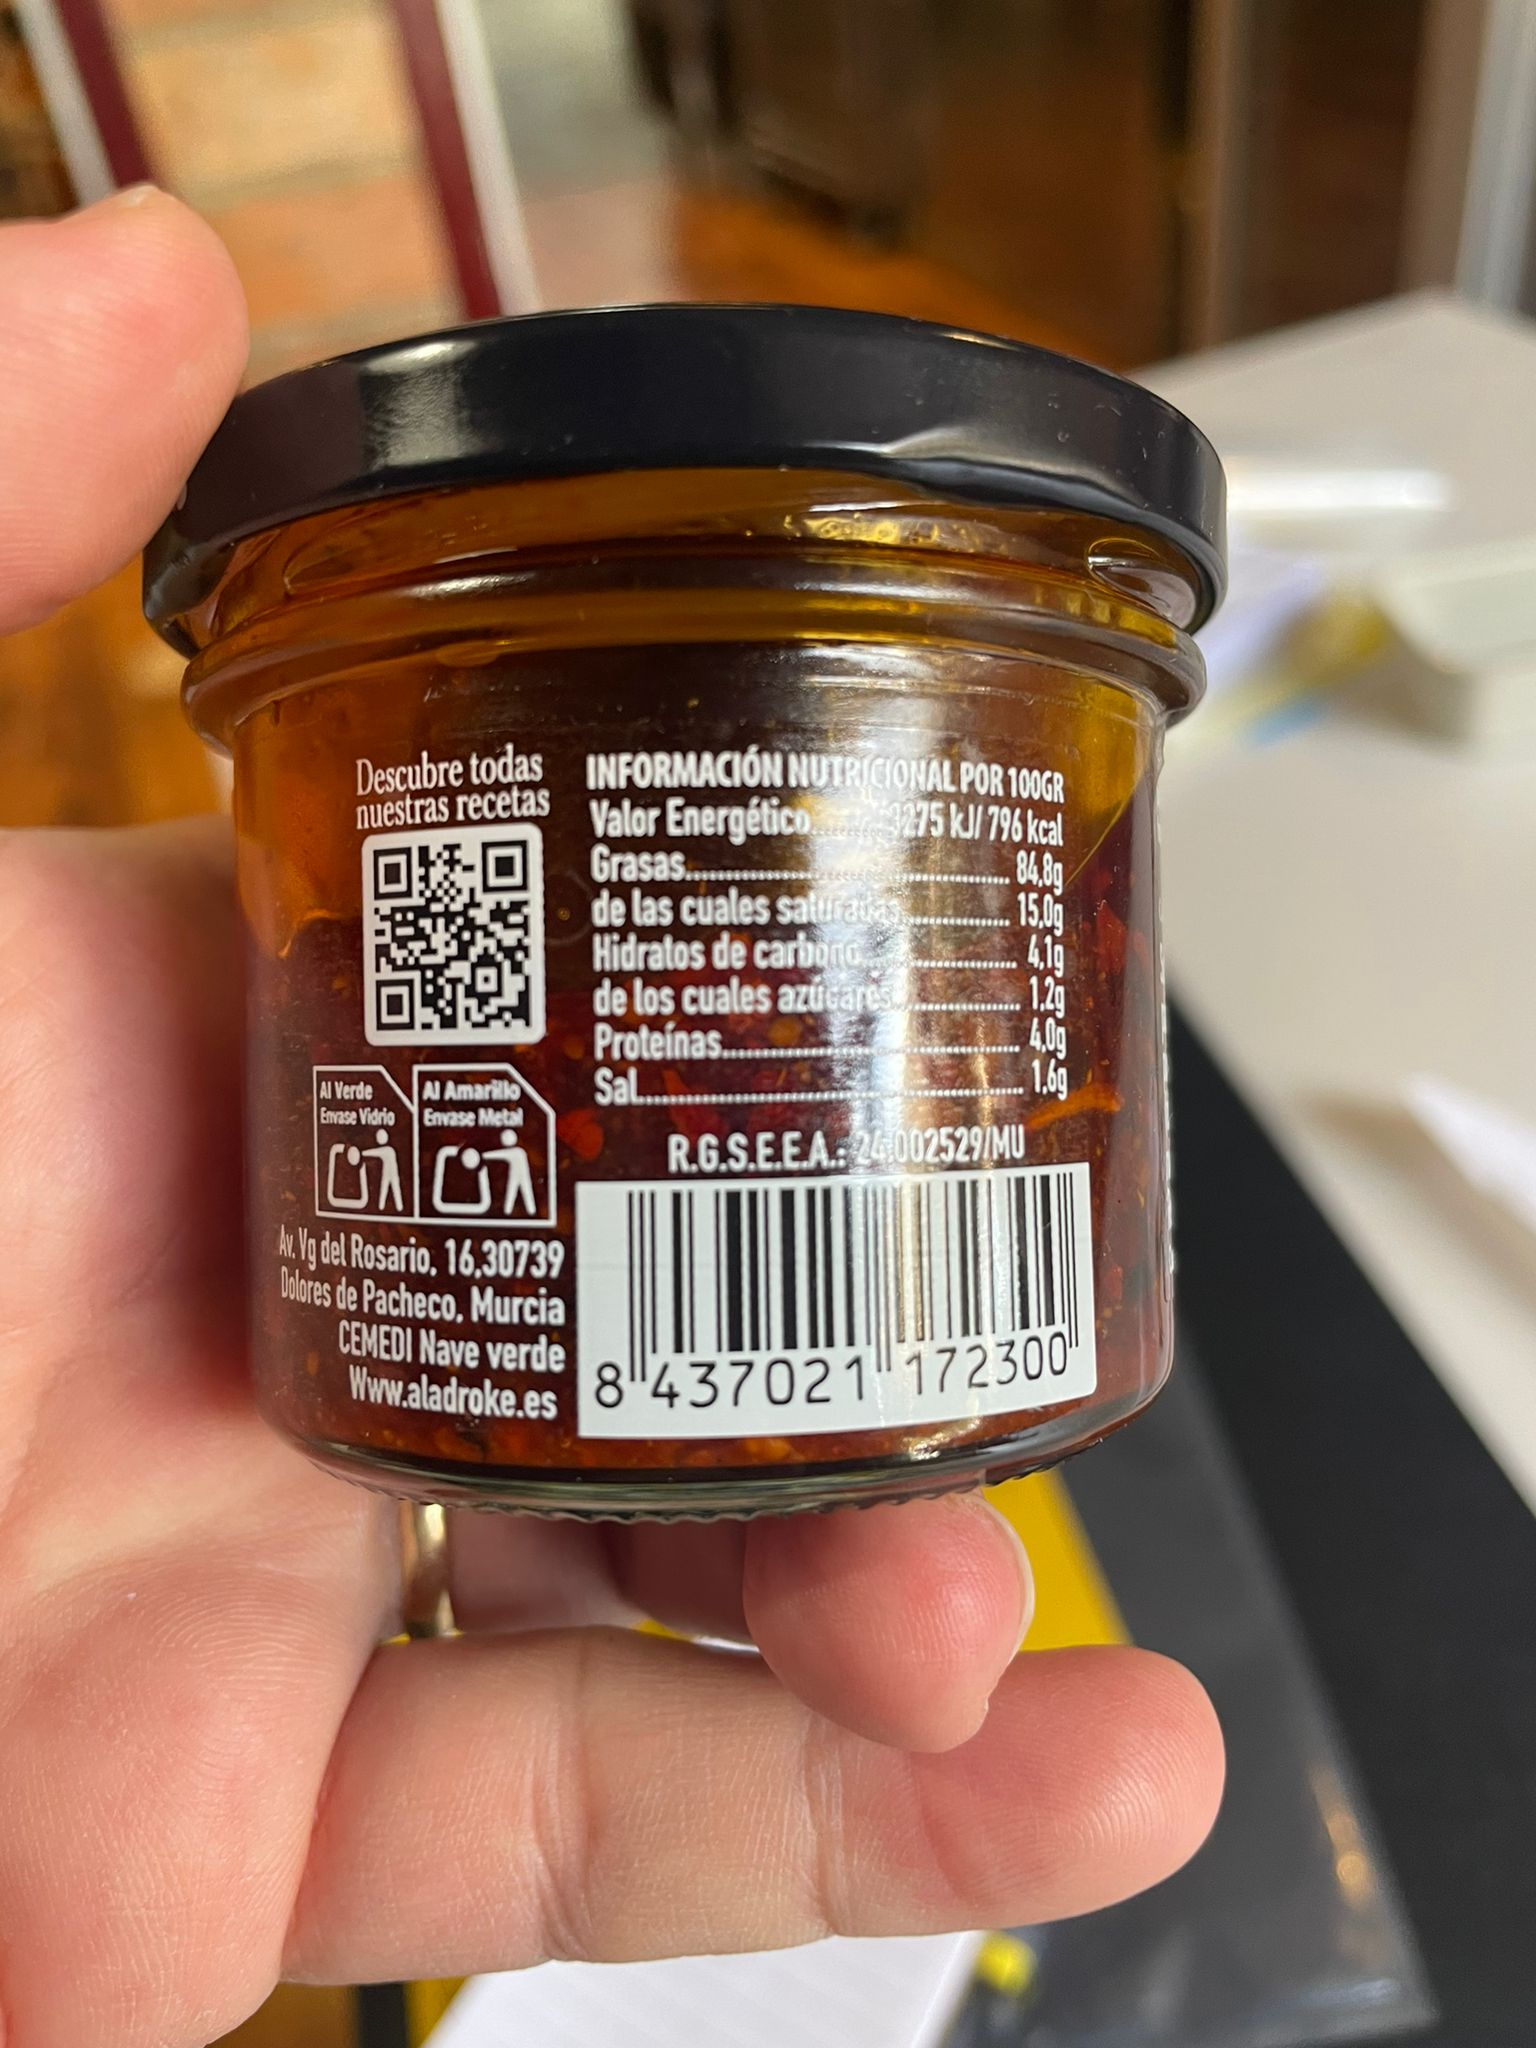 Descubre todas
nuestras recetas
INFORMACIÓN NUTRICIONAL POR 100GR
Valor Energético........ 3275 kJ/ 796 kcal
Grasas........................................ 84,8g
de las cuales saturadas............. 15,0g
Hidratos de carbono................... 4,1g
de los cuales azúcares............... 1,2g
Proteínas..................................... 4,0g
Sal................................................ 1,6g
R.G.S.E.E.A.: 24.002529/MU
Al Verde
Envase Vidrio
Al Amarillo
Envase Metal
Av. Vg del Rosario, 16,30739
Dolores de Pacheco, Murcia
CEMEDI Nave verde
Www.aladroke.es
8 437021 172300